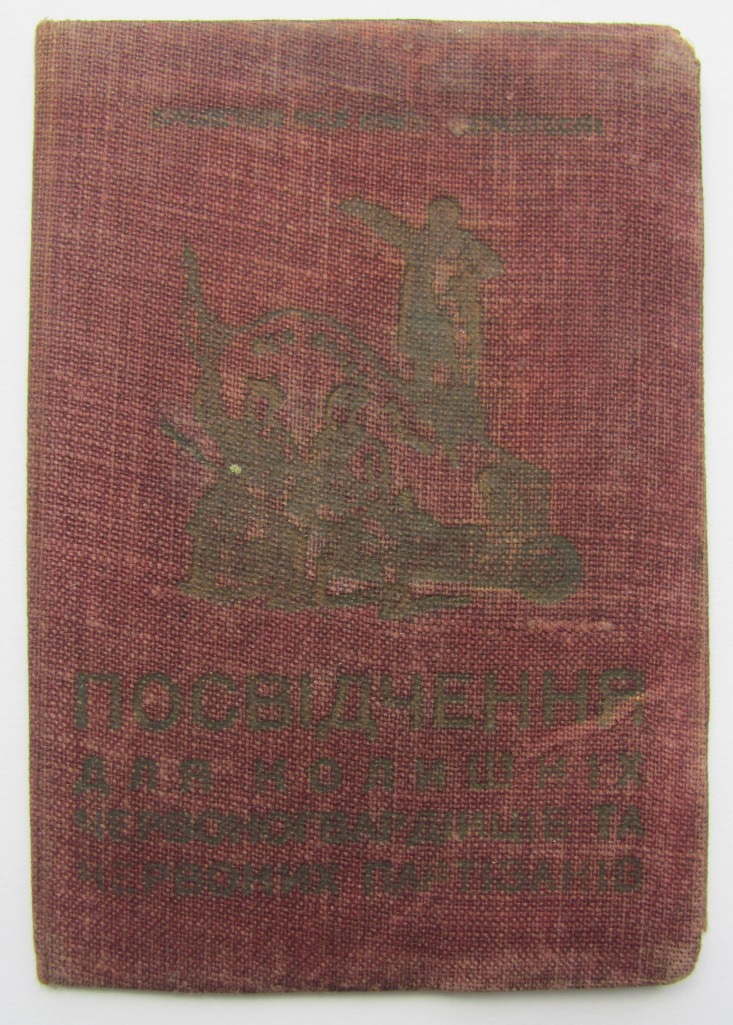 ПОСВІДЧЕННЯ
ДЛЯ КОЛИШНІХ
ЧЕРВОНОГВАРДІЙЦІВ ТА
ЧЕРВОНИХ ПАРТИЗАНІВ